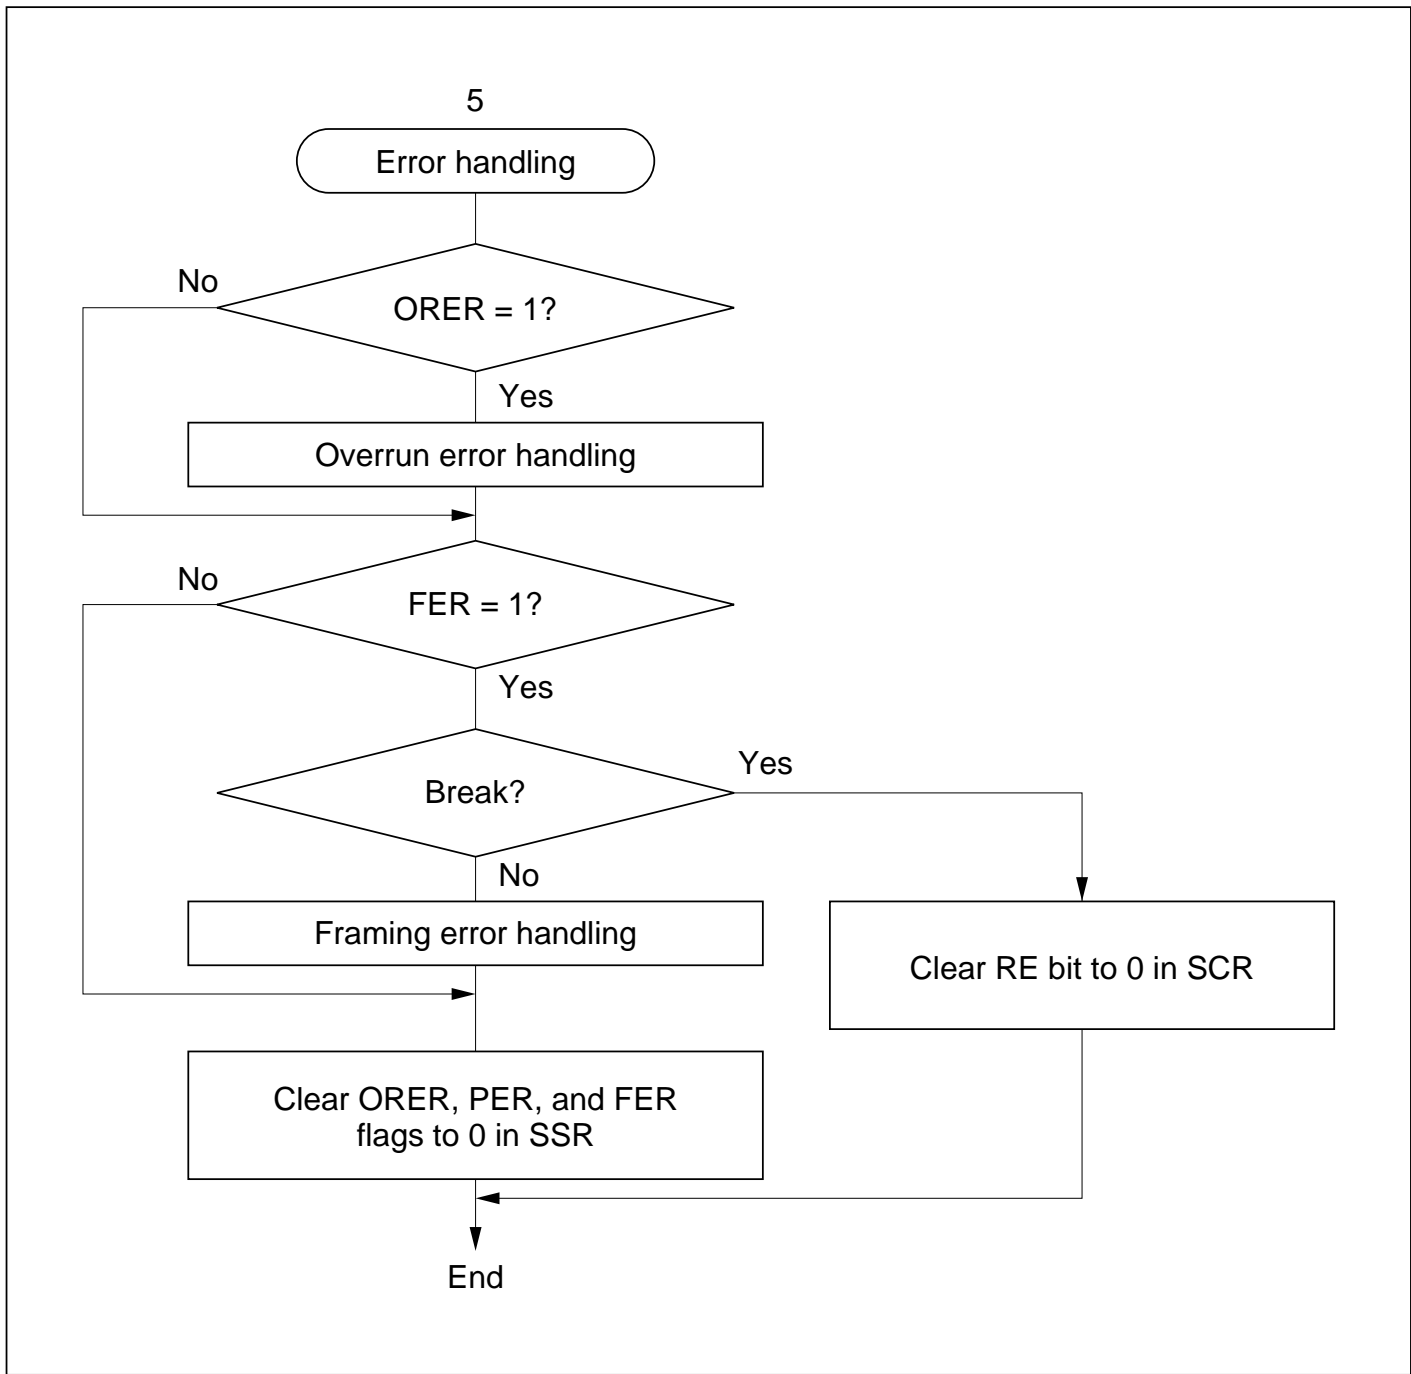 5
Error handling
No
ORER = 1?
Yes
Overrun error handling
No
FER = 1?
Yes
Yes
Break?
No
Framing error handling
Clear RE bit to 0 in SCR
Clear ORER, PER, and FER
flags to 0 in SSR
End